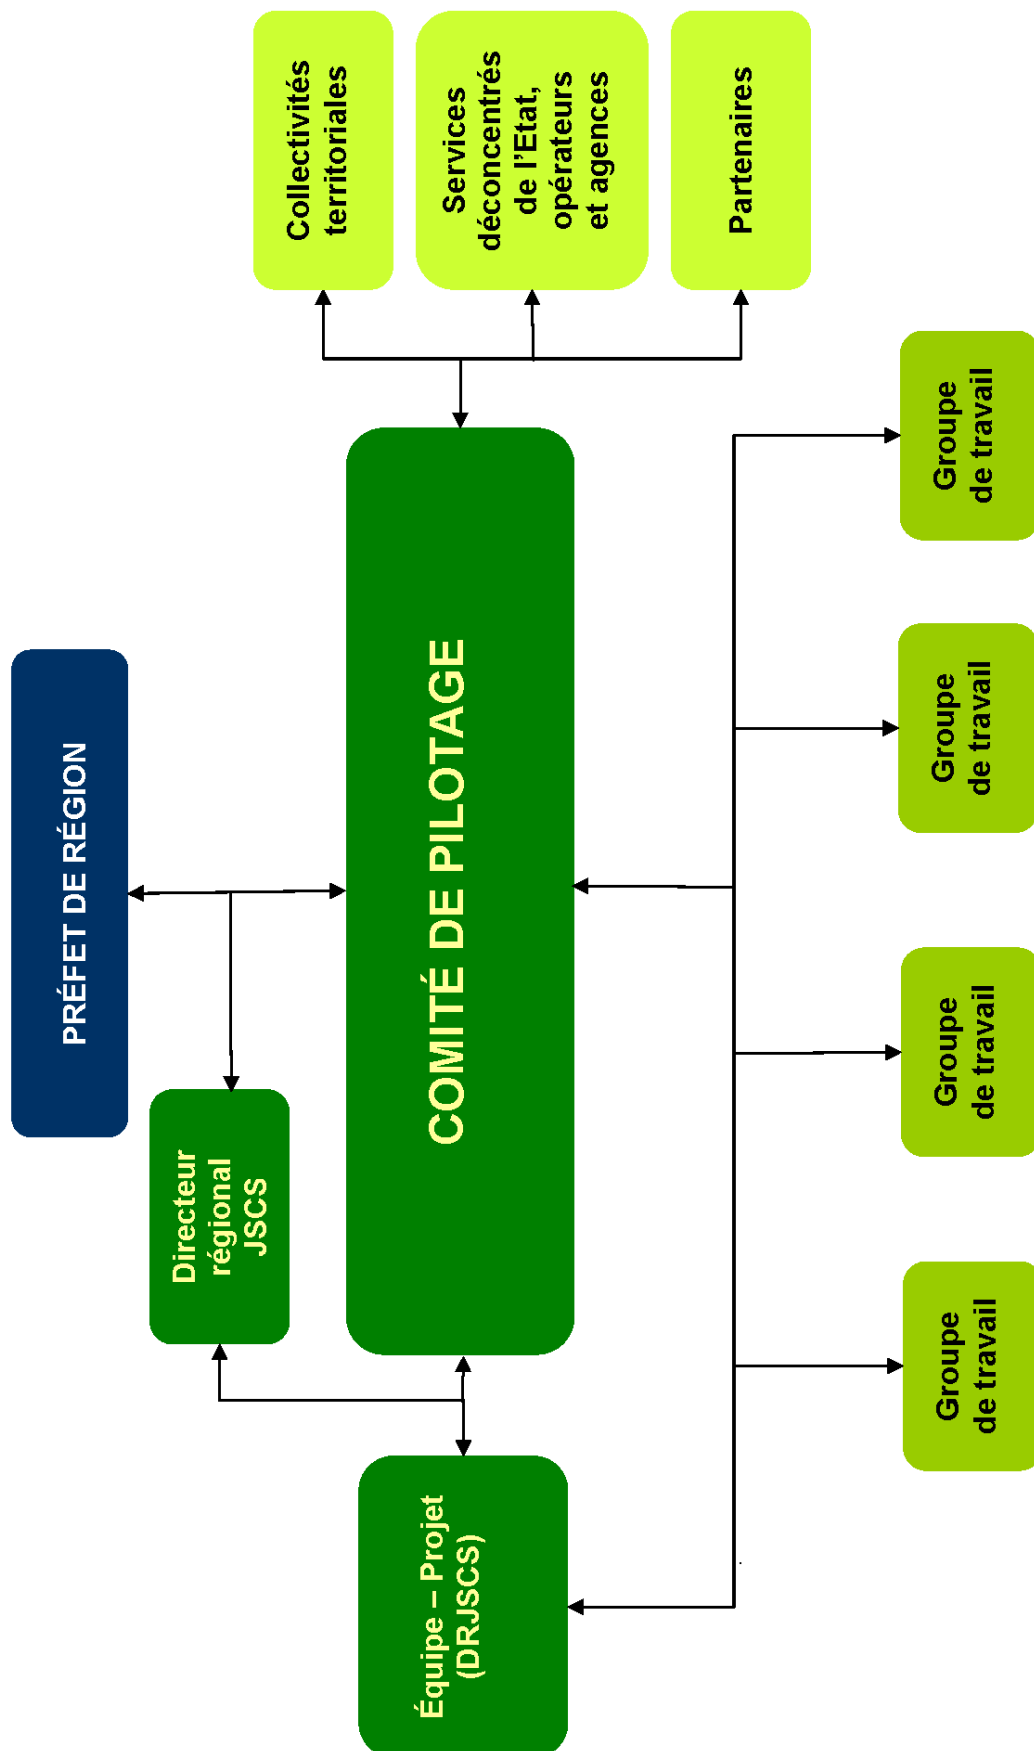 PRÉFET DE RÉGION
Directeur
régional
JSCS
Équipe – Projet
(DRJSCS)
COMITÉ DE PILOTAGE
Collectivités
territoriales
Services
déconcentrés
de l'Etat,
opérateurs
et agences
Partenaires
Groupe
de travail
Groupe
de travail
Groupe
de travail
Groupe
de travail